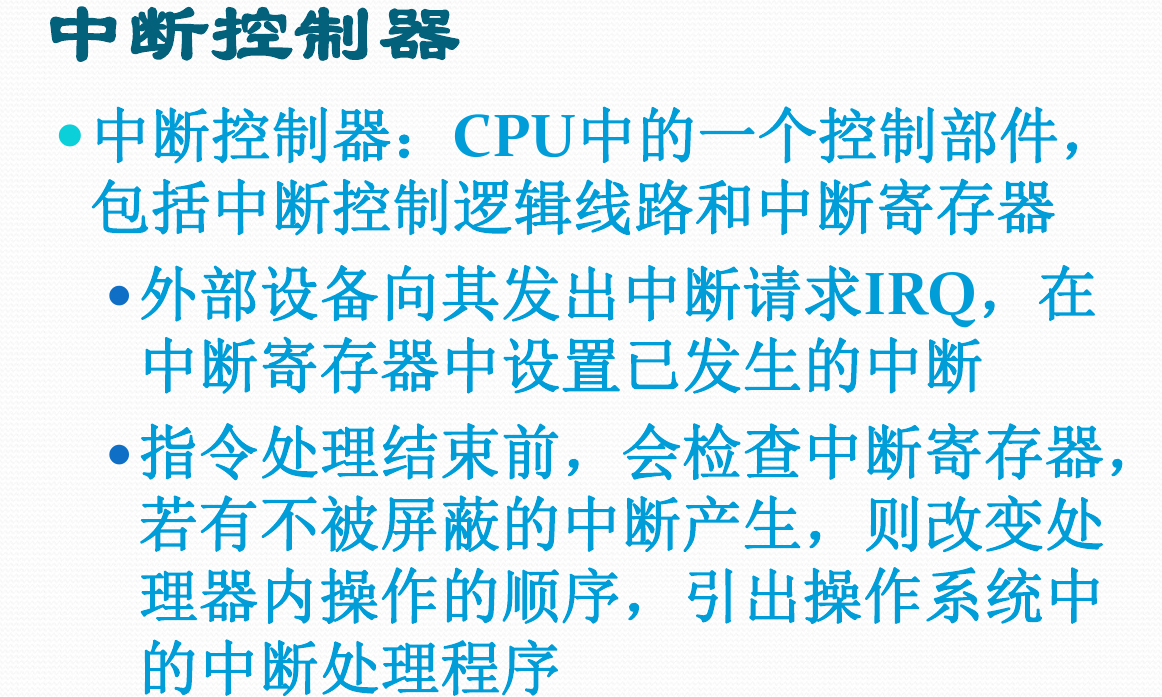 中断控制器
中断控制器：CPU中的一个控制部件，
包括中断控制逻辑线路和中断寄存器
外部设备向其发出中断请求IRQ，在
中断寄存器中设置已发生的中断
指令处理结束前，会检查中断寄存器，
若有不被屏蔽的中断产生，则改变处
理器内操作的顺序，引出操作系统中
的中断处理程序